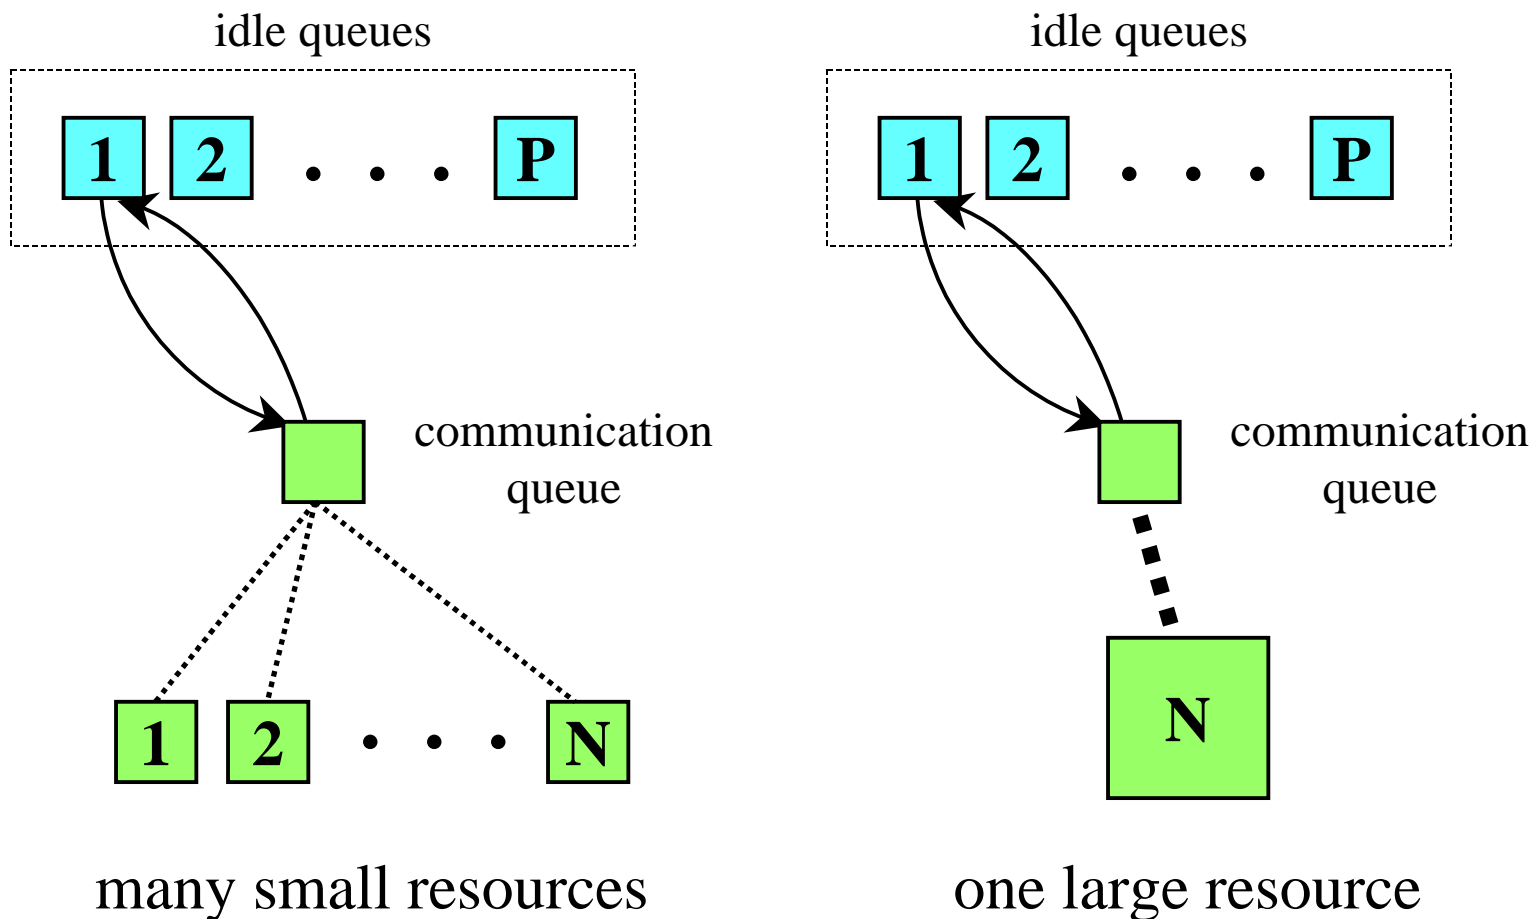 idle queues
1 2 . . . P
communication
queue
1 2 . . . N
many small resources
idle queues
1 2 . . . P
communication
queue
N
one large resource